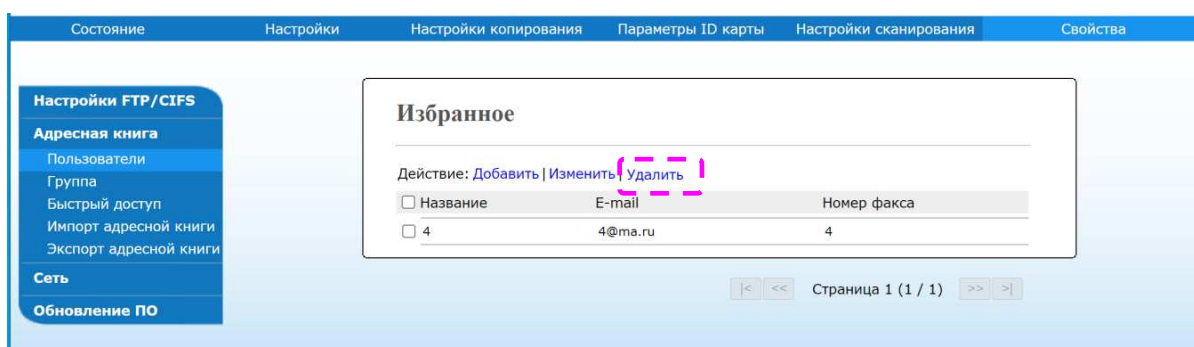 Состояние Настройки Настройки копирования Параметры ID карты Настройки сканирования Свойства
Настройки FTP/CIFS
Адресная книга
Пользователи
Группа
Быстрый доступ
Импорт адресной книги
Экспорт адресной книги
Сеть
Обновление ПО
Избранное
Действие: Добавить | Изменить | Удалить
Название E-mail Номер факса
4 4@ma.ru 4
|< << Страница 1 (1 / 1) >> >|